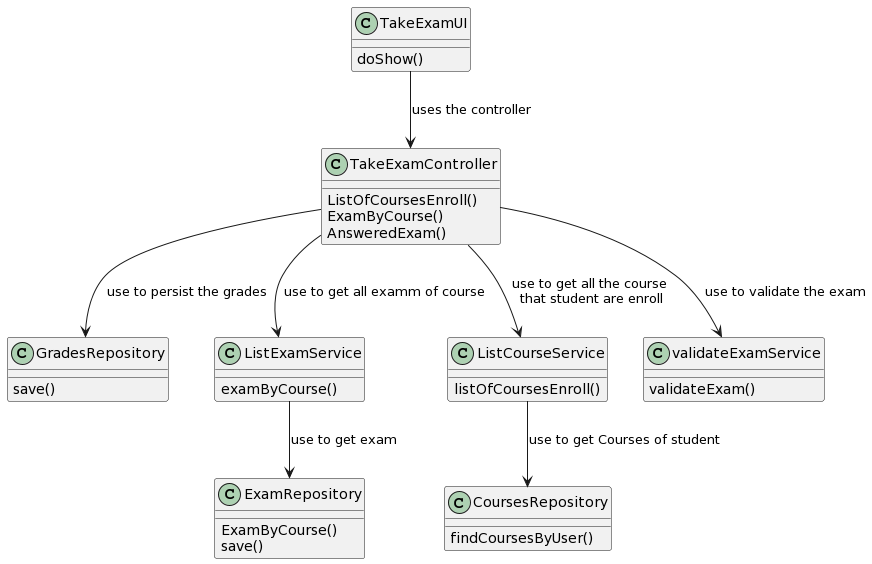 C TakeExamUI
doShow()
uses the controller
C TakeExamController
ListOfCoursesEnroll()
ExamByCourse()
AnsweredExam()
use to persist the grades
use to get all examm of course
use to get all the course
that student are enroll
use to validate the exam
C GradesRepository
save()
C ListExamService
examByCourse()
C ListCourseService
listOfCoursesEnroll()
C validateExamService
validateExam()
use to get exam
use to get Courses of student
C ExamRepository
ExamByCourse()
save()
C CoursesRepository
findCoursesByUser()